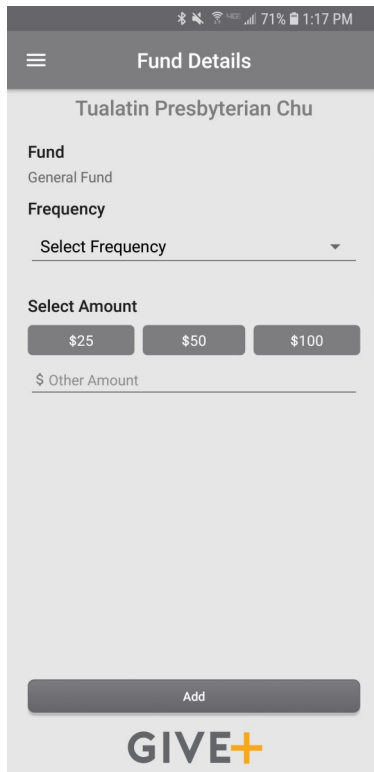 71% 1:17 PM
Fund Details
Tualatin Presbyterian Chu
Fund
General Fund
Frequency
Select Frequency
Select Amount
$25 $50 $100
$ Other Amount
Add
GIVE+